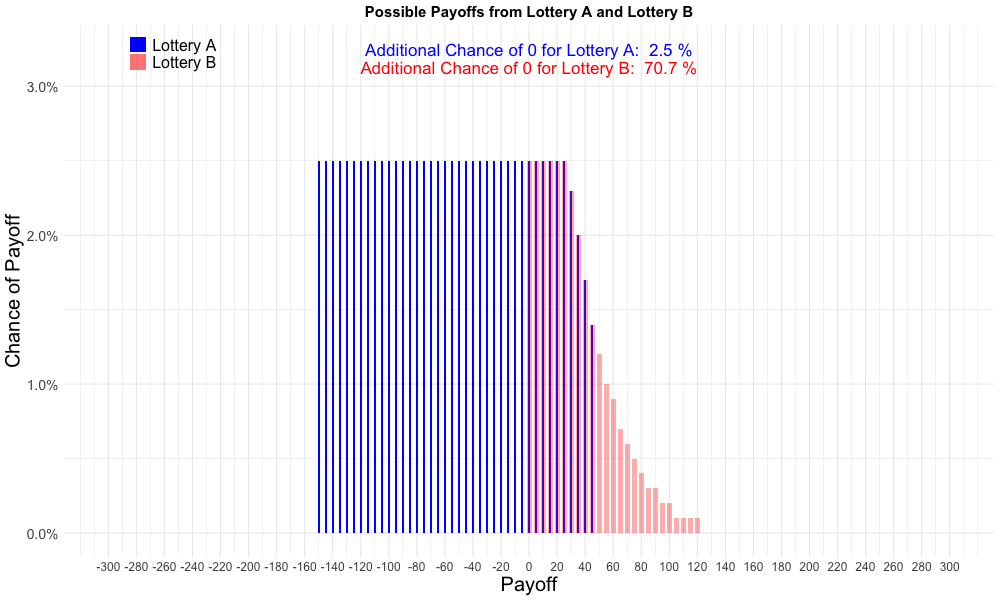 Possible Payoffs from Lottery A and Lottery B
Lottery A
Lottery B
Additional Chance of 0 for Lottery A: 2.5 %
Additional Chance of 0 for Lottery B: 70.7 %
Chance of Payoff
3.0%
2.0%
1.0%
0.0%
-300 -280 -260 -240 -220 -200 -180 -160 -140 -120 -100 -80 -60 -40 -20 0 20 40 60 80 100 120 140 160 180 200 220 240 260 280 300
Payoff